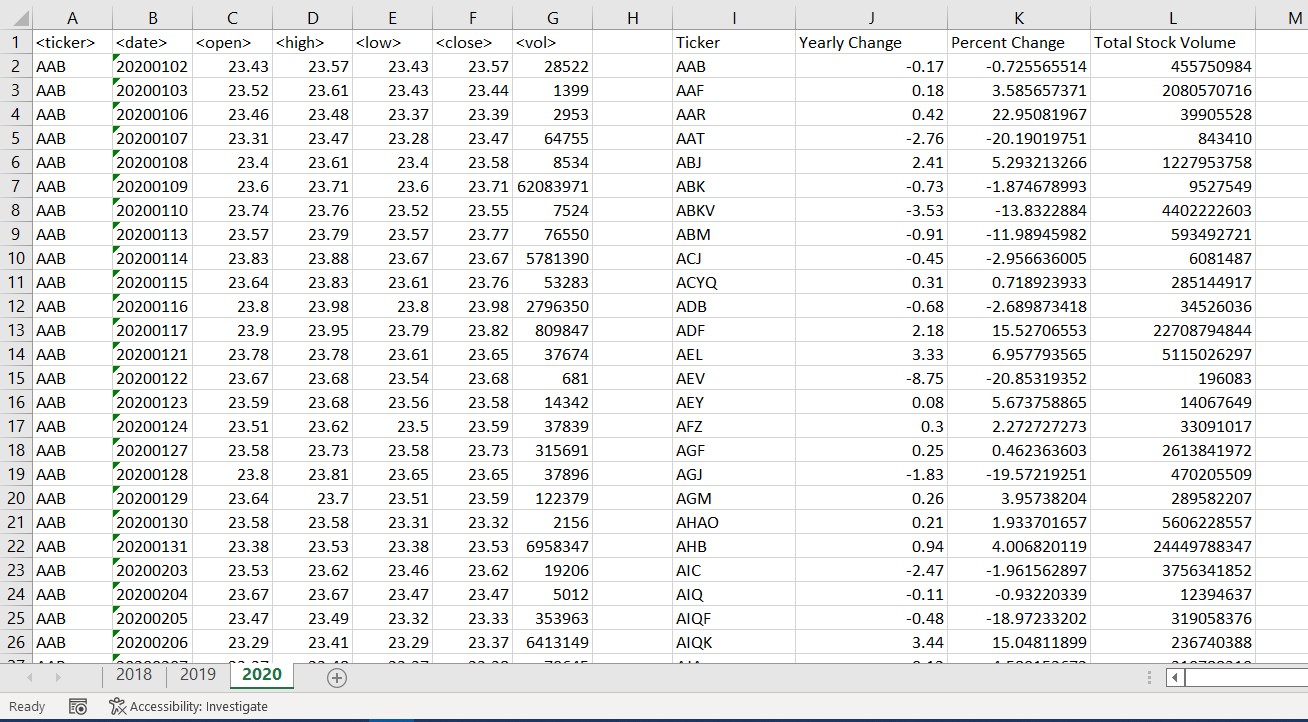 A B C D E F G H I J K L M
1 <ticker> <date> <open> <high> <low> <close> <vol> Ticker Yearly Change Percent Change Total Stock Volume
2 AAB 20200102 23.43 23.57 23.43 23.57 28522 AAB -0.17 -0.725565514 455750984
3 AAB 20200103 23.52 23.61 23.43 23.44 1399 AAF 0.18 3.585657371 2080570716
4 AAB 20200106 23.46 23.48 23.37 23.39 2953 AAR 0.42 22.95081967 39905528
5 AAB 20200107 23.31 23.47 23.28 23.47 64755 AAT -2.76 -20.19019751 843410
6 AAB 20200108 23.4 23.61 23.4 23.58 8534 ABJ 2.41 5.293213266 1227953758
7 AAB 20200109 23.6 23.71 23.6 23.71 62083971 ABK -0.73 -1.874678993 9527549
8 AAB 20200110 23.74 23.76 23.52 23.55 7524 ABKV -3.53 -13.8322884 4402222603
9 AAB 20200113 23.57 23.79 23.57 23.77 76550 ABM -0.91 -11.98945982 593492721
10 AAB 20200114 23.83 23.88 23.67 23.67 5781390 ACJ -0.45 -2.956636005 6081487
11 AAB 20200115 23.64 23.83 23.61 23.76 53283 ACYQ 0.31 0.718923933 285144917
12 AAB 20200116 23.8 23.98 23.8 23.98 2796350 ADB -0.68 -2.689873418 34526036
13 AAB 20200117 23.9 23.95 23.79 23.82 809847 ADF 2.18 15.52706553 22708794844
14 AAB 20200121 23.78 23.78 23.61 23.65 37674 AEL 3.33 6.957793565 5115026297
15 AAB 20200122 23.67 23.68 23.54 23.68 681 AEV -8.75 -20.85319352 196083
16 AAB 20200123 23.59 23.68 23.56 23.58 14342 AEY 0.08 5.673758865 14067649
17 AAB 20200124 23.51 23.62 23.5 23.59 37839 AFZ 0.3 2.272727273 33091017
18 AAB 20200127 23.58 23.73 23.58 23.73 315691 AGF 0.25 0.462363603 2613841972
19 AAB 20200128 23.8 23.81 23.65 23.65 37896 AGJ -1.83 -19.57219251 470205509
20 AAB 20200129 23.64 23.7 23.51 23.59 122379 AGM 0.26 3.95738204 289582207
21 AAB 20200130 23.58 23.58 23.31 23.32 2156 AHAO 0.21 1.933701657 5606228557
22 AAB 20200131 23.38 23.53 23.38 23.53 6958347 AHB 0.94 4.006820119 24449788347
23 AAB 20200203 23.53 23.62 23.46 23.62 19206 AIC -2.47 -1.961562897 3756341852
24 AAB 20200204 23.67 23.67 23.47 23.47 5012 AIQ -0.11 -0.93220339 12394637
25 AAB 20200205 23.47 23.49 23.32 23.33 353963 AIQF -0.48 -18.97233202 319058376
26 AAB 20200206 23.29 23.41 23.29 23.37 6413149 AIQK 3.44 15.04811899 236740388
2018 2019 2020
Ready Accessibility: Investigate